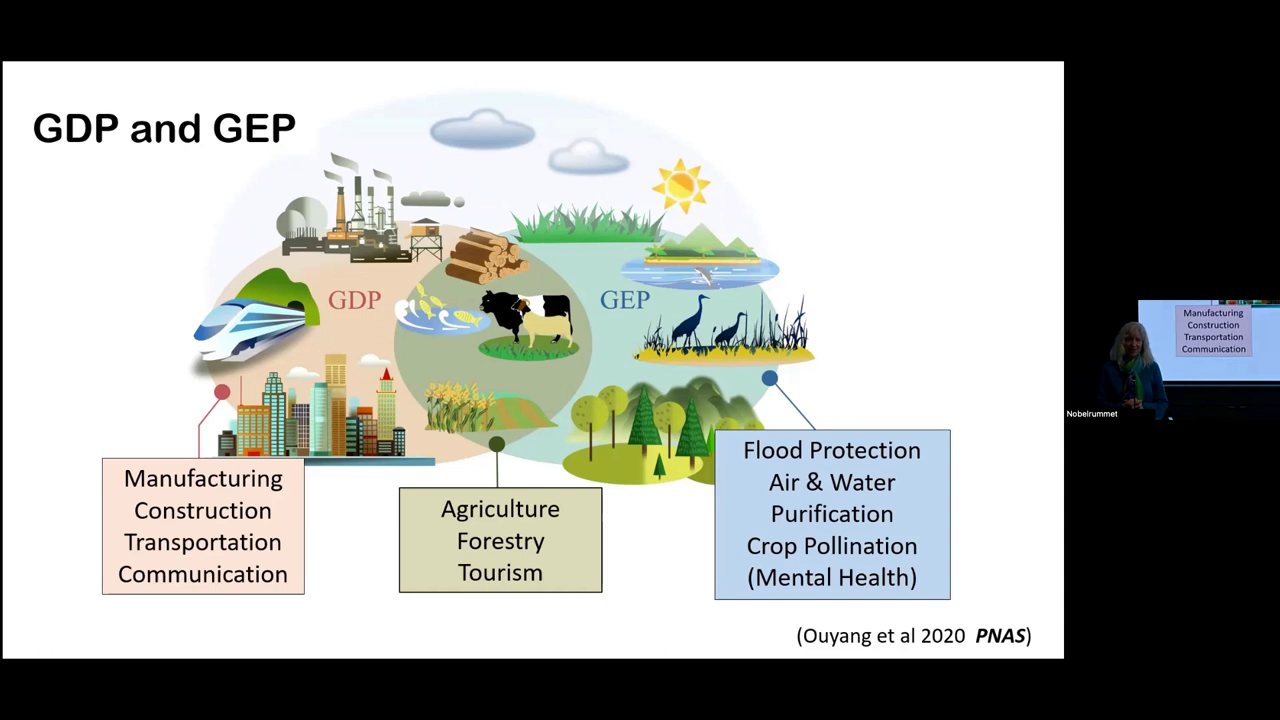 GDP and GEP
GDP
GEP
Manufacturing
Construction
Transportation
Communication
Agriculture
Forestry
Tourism
Flood Protection
Air & Water
Purification
Crop Pollination
(Mental Health)
(Ouyang et al 2020 PNAS)
Manufacturing
Construction
Transportation
Communication
Nobelrummet